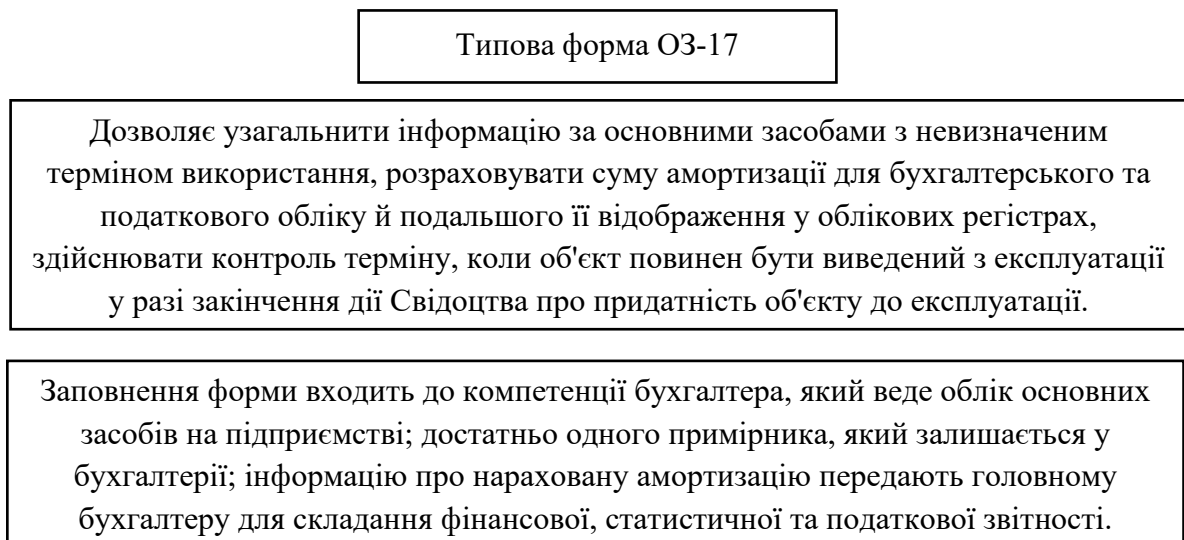 Типова форма ОЗ-17
Дозволяє узагальнити інформацію за основними засобами з невизначеним
терміном використання, розраховувати суму амортизації для бухгалтерського та
податкового обліку й подальшого її відображення у облікових регістрах,
здійснювати контроль терміну, коли об'єкт повинен бути виведений з експлуатації
у разі закінчення дії Свідоцтва про придатність об'єкту до експлуатації.
Заповнення форми входить до компетенції бухгалтера, який веде облік основних
засобів на підприємстві; достатньо одного примірника, який залишається у
бухгалтерії; інформацію про нараховану амортизацію передають головному
бухгалтеру для складання фінансової, статистичної та податкової звітності.